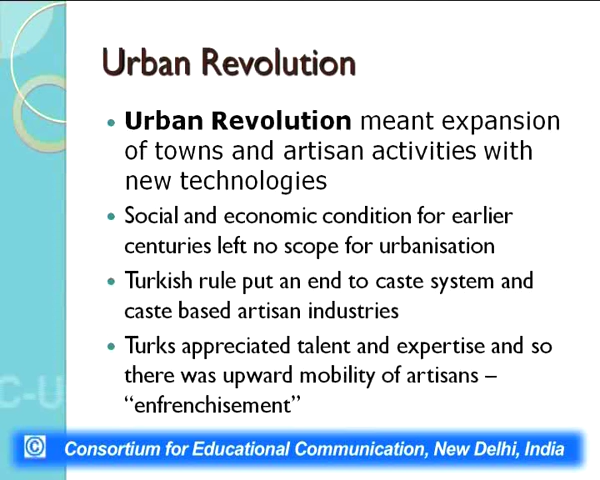 Urban Revolution
• Urban Revolution meant expansion
of towns and artisan activities with
new technologies
• Social and economic condition for earlier
centuries left no scope for urbanisation
• Turkish rule put an end to caste system and
caste based artisan industries
• Turks appreciated talent and expertise and so
there was upward mobility of artisans –
“enfrenchisement”
C-U
© Consortium for Educational Communication, New Delhi, India